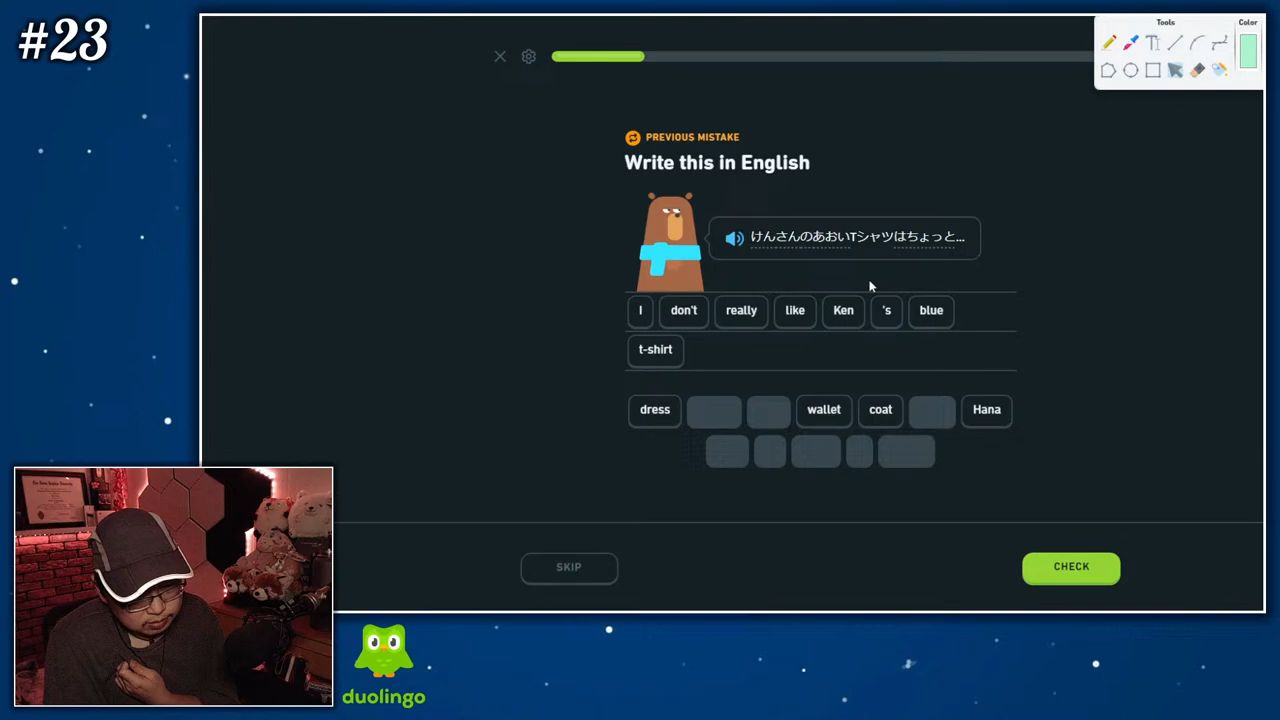 #23
Tools
Color
PREVIOUS MISTAKE
Write this in English
けんさんのあおいTシャツはちょっと...
I don't really like Ken 's blue
t-shirt
dress wallet coat Hana
SKIP
CHECK
duolingo